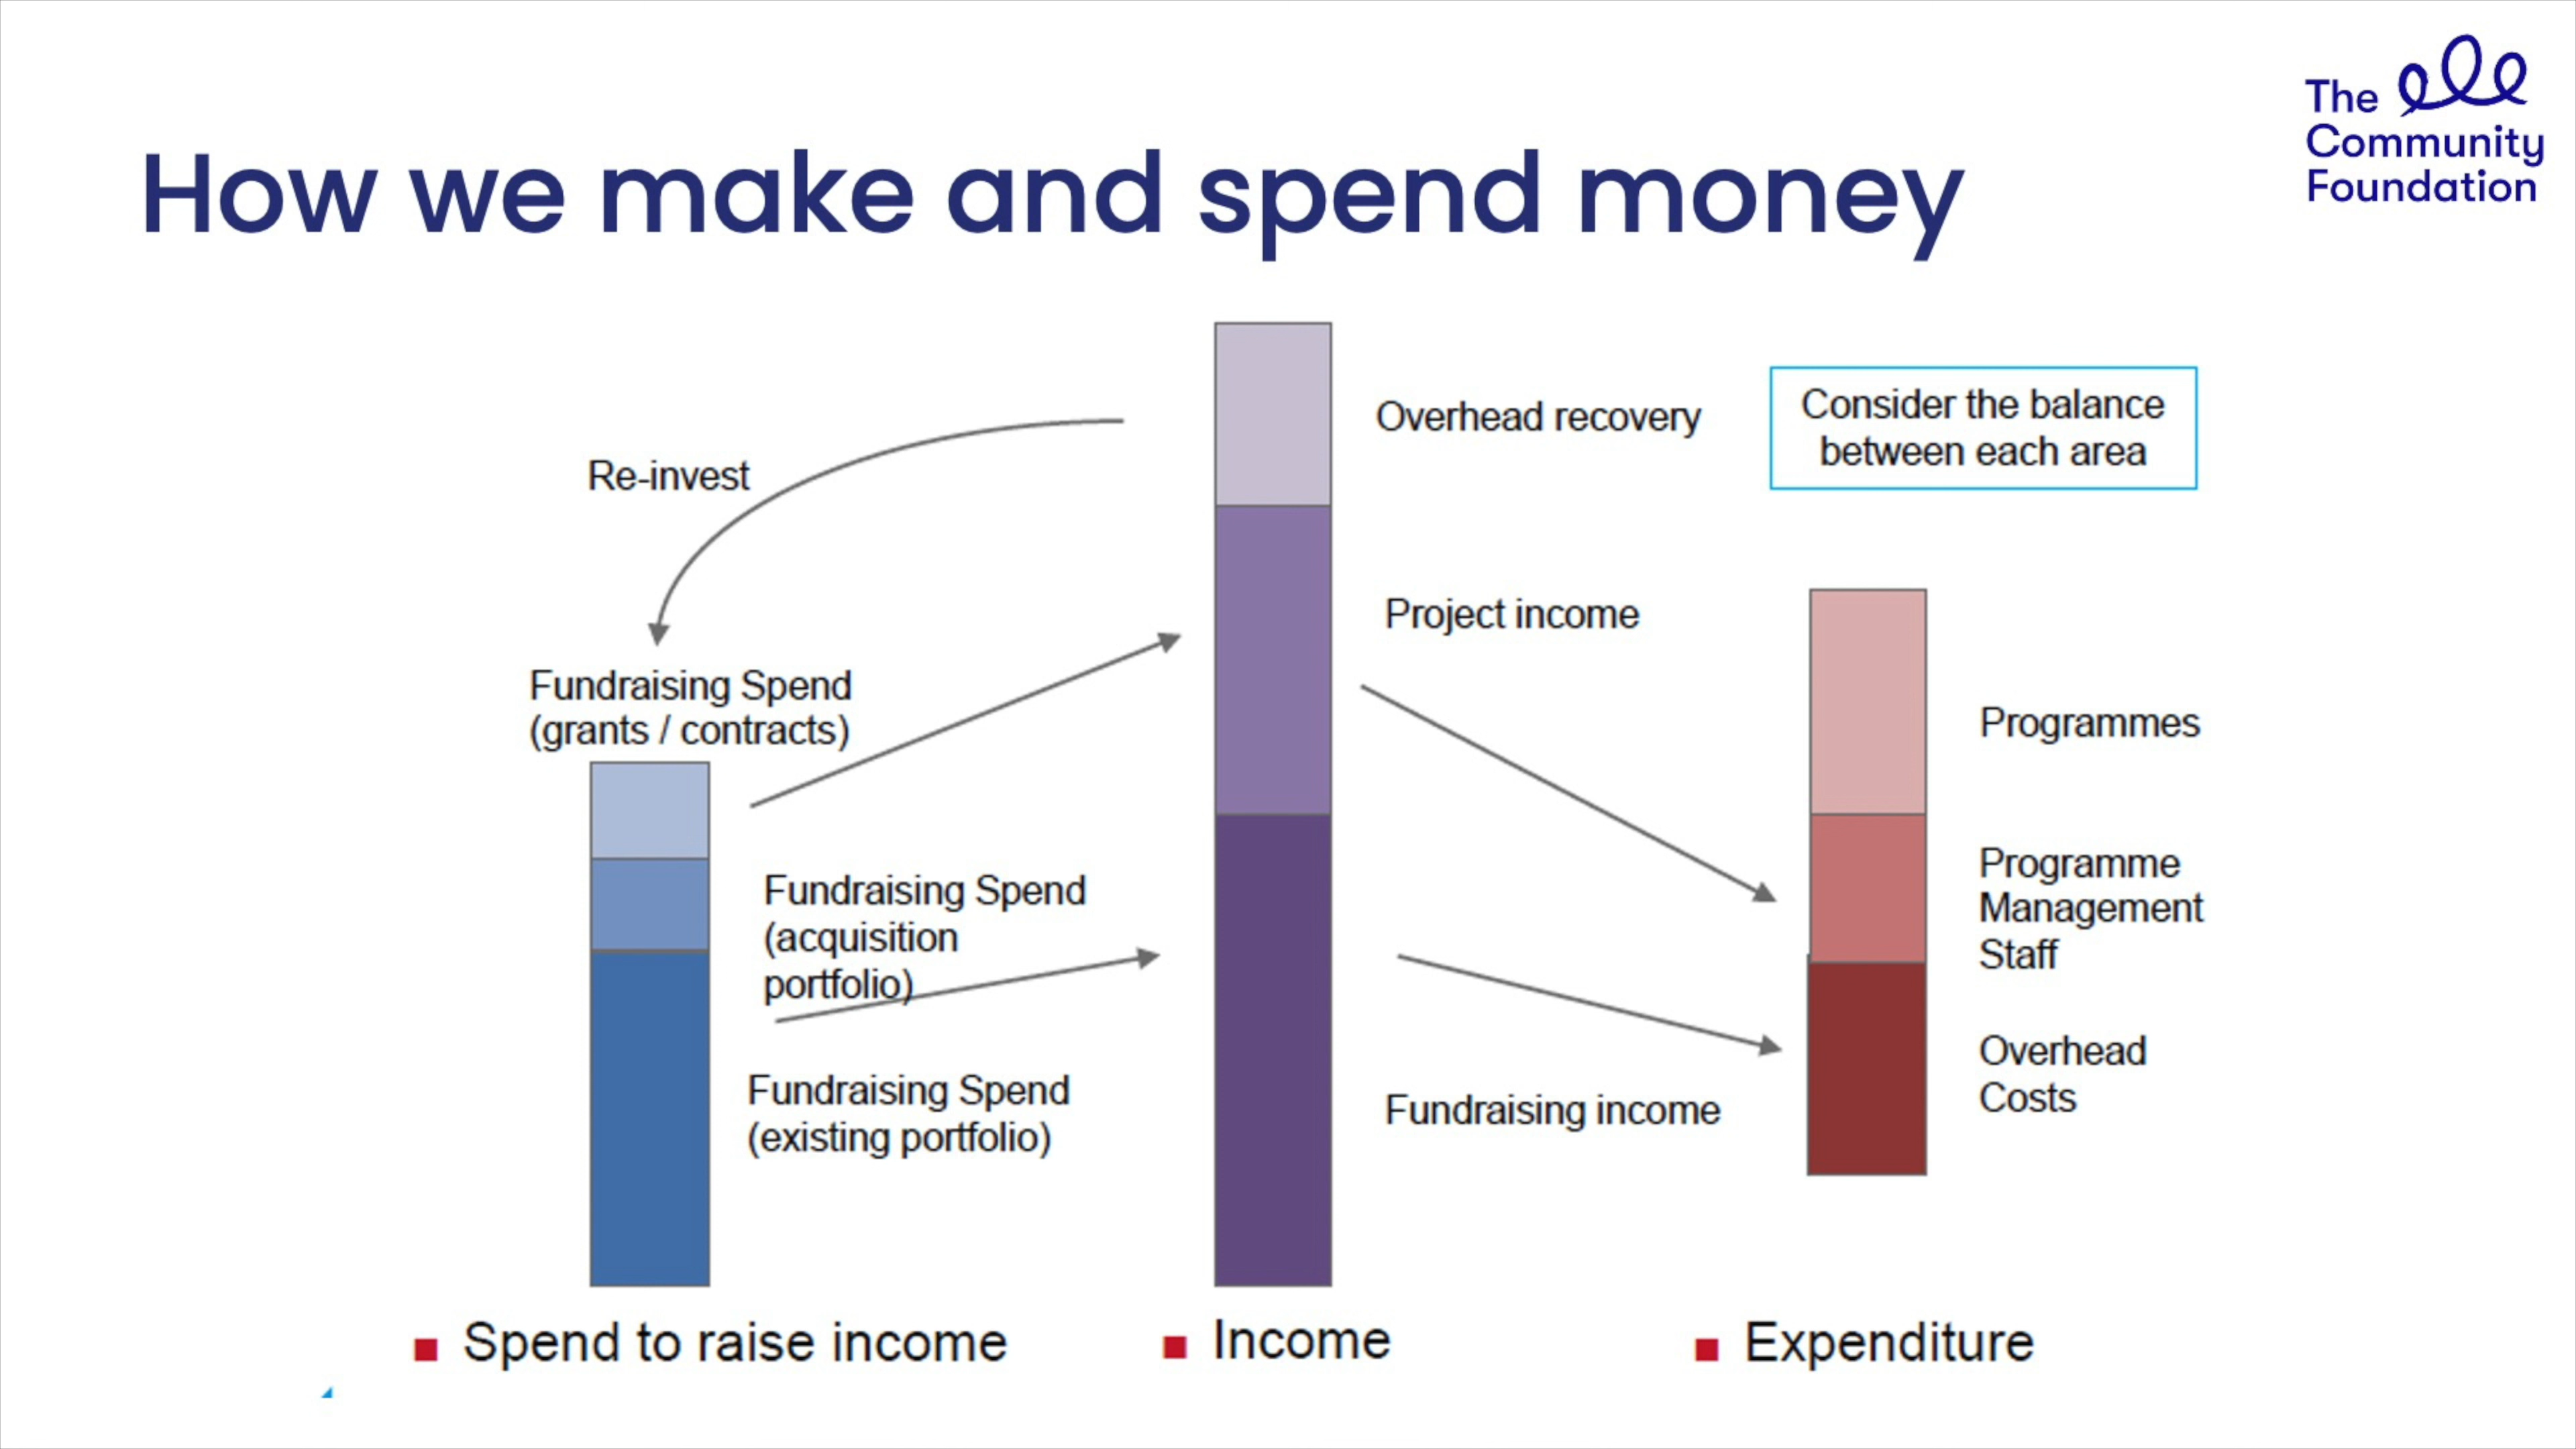 The
Community
Foundation
How we make and spend money
Overhead recovery
Consider the balance
between each area
Re-invest
Project income
Fundraising Spend
(grants / contracts)
Programmes
Fundraising Spend
(acquisition
portfolio)
Programme
Management
Staff
Fundraising Spend
(existing portfolio)
Fundraising income
Overhead
Costs
Spend to raise income
Income
Expenditure